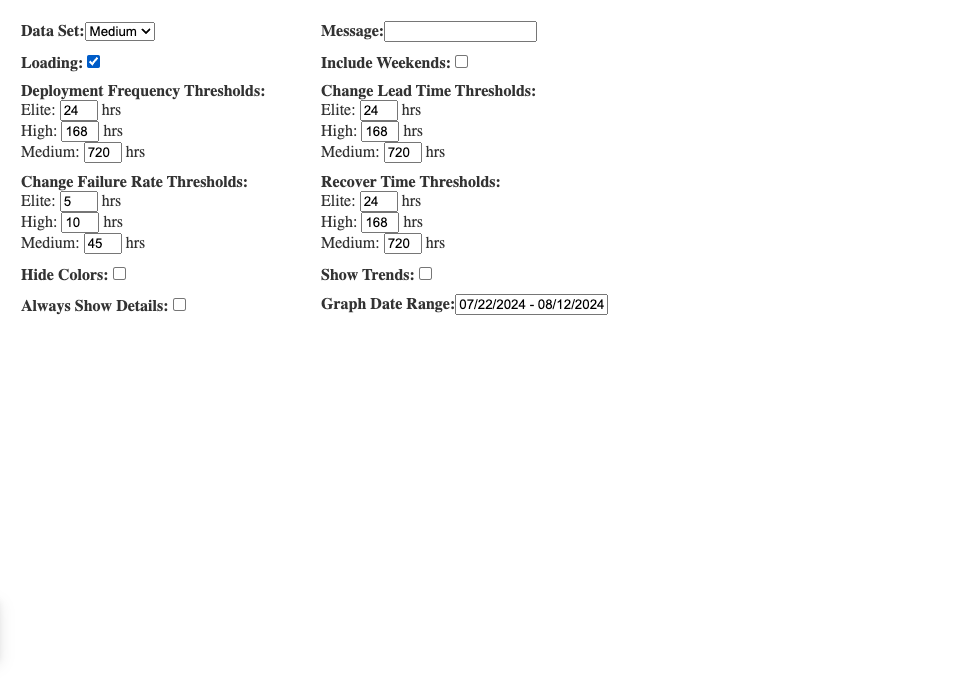 Data Set: Medium Message:
Loading: Include Weekends:
Deployment Frequency Thresholds: Change Lead Time Thresholds:
Elite: 24 hrs Elite: 24 hrs
High: 168 hrs High: 168 hrs
Medium: 720 hrs Medium: 720 hrs
Change Failure Rate Thresholds: Recover Time Thresholds:
Elite: 5 hrs Elite: 24 hrs
High: 10 hrs High: 168 hrs
Medium: 45 hrs Medium: 720 hrs
Hide Colors: Show Trends:
Always Show Details: Graph Date Range: 07/22/2024 - 08/12/2024